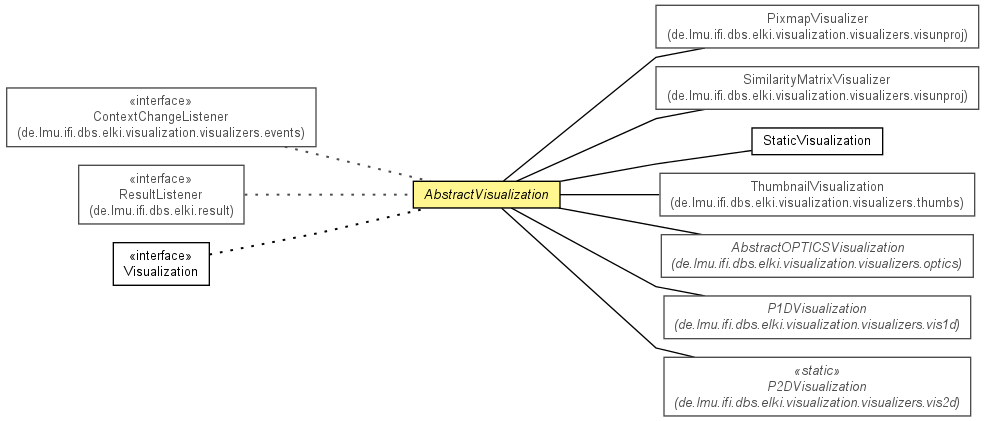 «interface»
ContextChangeListener
(de.lmu.ifi.dbs.elki.visualization.visualizers.events)
«interface»
ResultListener
(de.lmu.ifi.dbs.elki.result)
«interface»
Visualization
AbstractVisualization
PixmapVisualizer
(de.lmu.ifi.dbs.elki.visualization.visualizers.visunproj)
SimilarityMatrixVisualizer
(de.lmu.ifi.dbs.elki.visualization.visualizers.visunproj)
StaticVisualization
ThumbnailVisualization
(de.lmu.ifi.dbs.elki.visualization.visualizers.thumbs)
AbstractOPTICSVisualization
(de.lmu.ifi.dbs.elki.visualization.visualizers.optics)
P1DVisualization
(de.lmu.ifi.dbs.elki.visualization.visualizers.vis1d)
«static»
P2DVisualization
(de.lmu.ifi.dbs.elki.visualization.visualizers.vis2d)